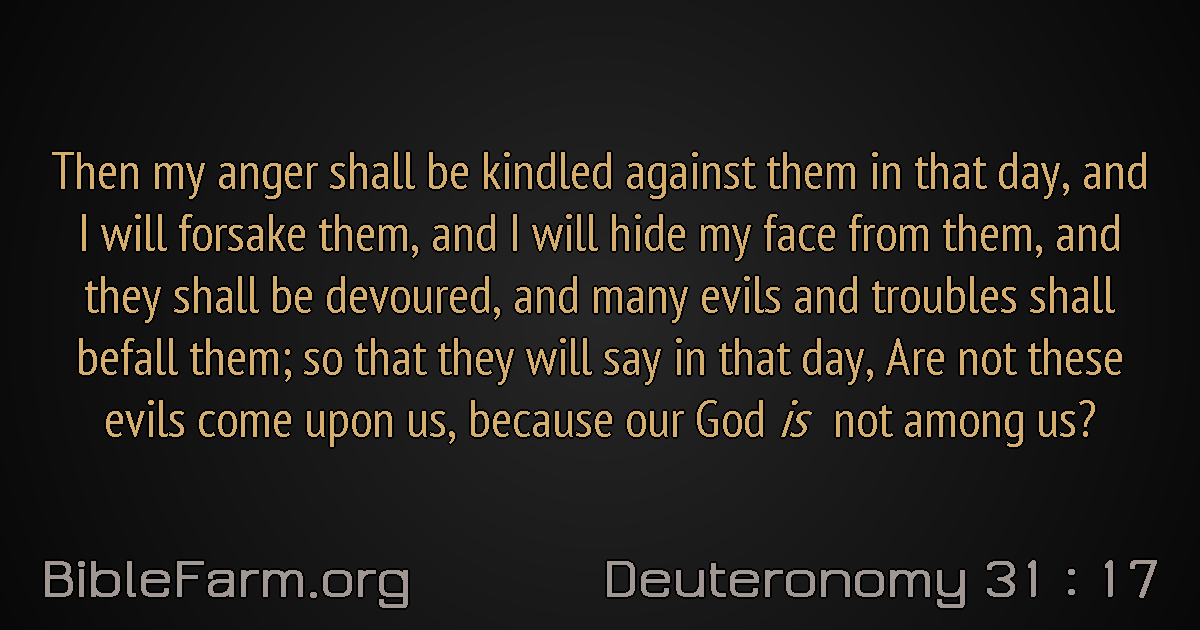 Then my anger shall be kindled against them in that day, and
I will forsake them, and I will hide my face from them, and
they shall be devoured, and many evils and troubles shall
befall them; so that they will say in that day, Are not these
evils come upon us, because our God is not among us?
BibleFarm.org
Deuteronomy 31 : 17